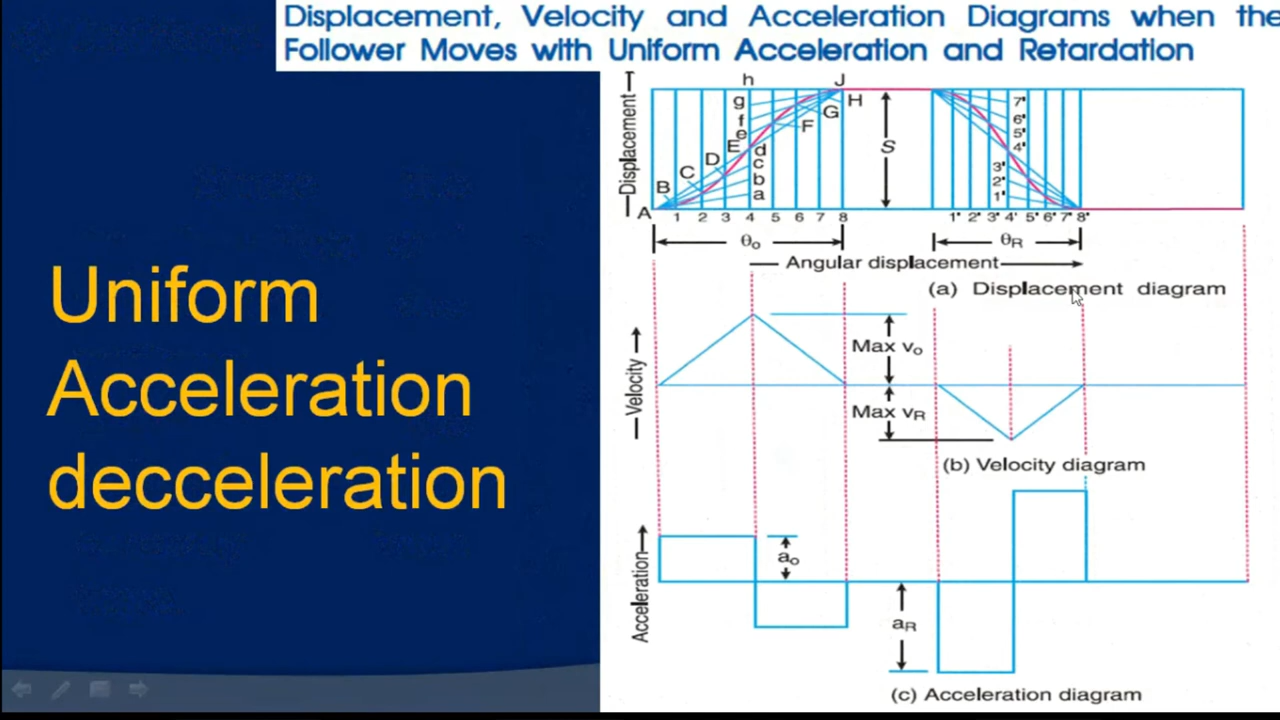 Displacement, Velocity and Acceleration Diagrams when the
Follower Moves with Uniform Acceleration and Retardation
Uniform
Acceleration
decceleration
Displacement
h J
g H
f G
e F
E d
D c
C b
B a
A 1 2 3 4 5 6 7 8
S
7'
6'
5'
4'
3'
2'
1'
1' 2' 3' 4' 5' 6' 7' 8'
θo θR
Angular displacement
(a) Displacement diagram
Velocity
Max vo
Max vR
(b) Velocity diagram
Acceleration
ao
aR
(c) Acceleration diagram